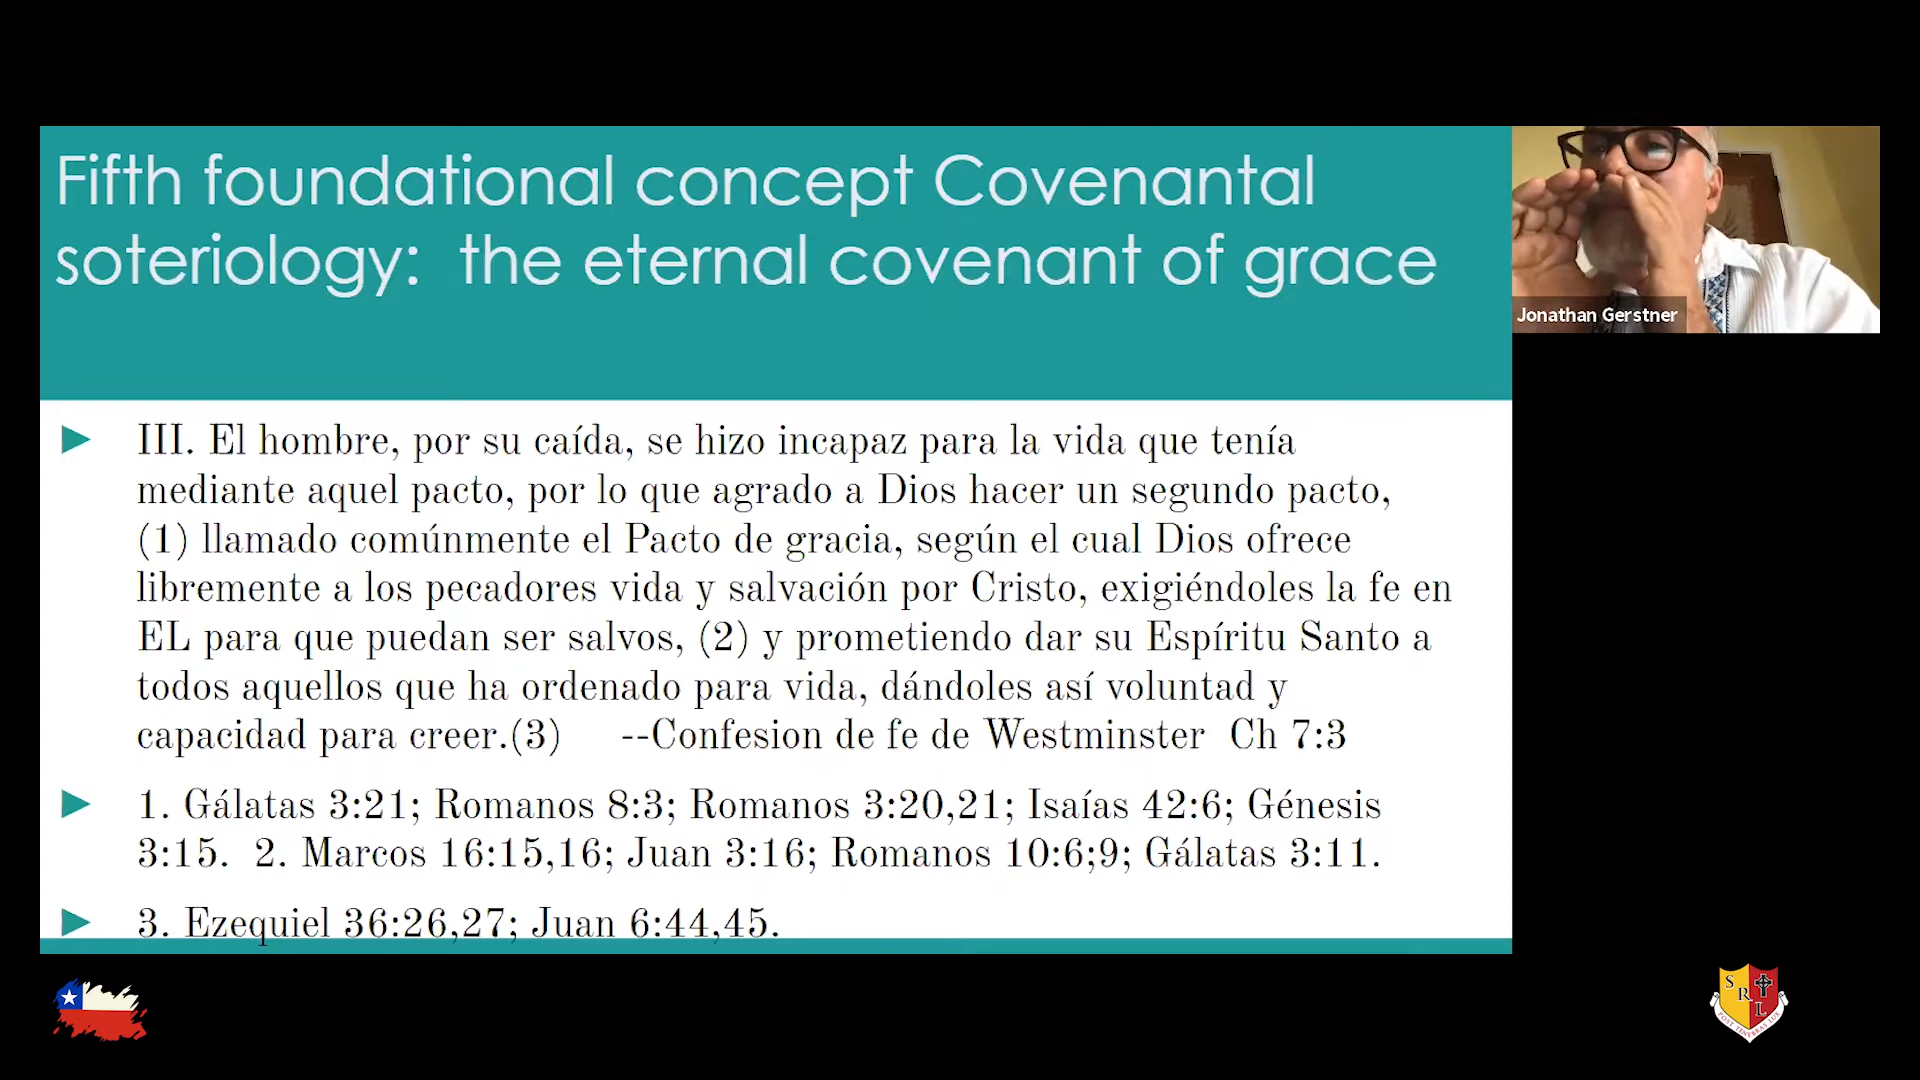 Fifth foundational concept Covenantal
soteriology: the eternal covenant of grace
Jonathan Gerstner
III. El hombre, por su caída, se hizo incapaz para la vida que tenía
mediante aquel pacto, por lo que agrado a Dios hacer un segundo pacto,
(1) llamado comúnmente el Pacto de gracia, según el cual Dios ofrece
libremente a los pecadores vida y salvación por Cristo, exigiéndoles la fe en
EL para que puedan ser salvos, (2) y prometiendo dar su Espíritu Santo a
todos aquellos que ha ordenado para vida, dándoles así voluntad y
capacidad para creer.(3) --Confesion de fe de Westminster Ch 7:3
1. Gálatas 3:21; Romanos 8:3; Romanos 3:20,21; Isaías 42:6; Génesis
3:15. 2. Marcos 16:15,16; Juan 3:16; Romanos 10:6;9; Gálatas 3:11.
3. Ezequiel 36:26,27; Juan 6:44,45.
S
R
L
POST TENEBRAS LUX